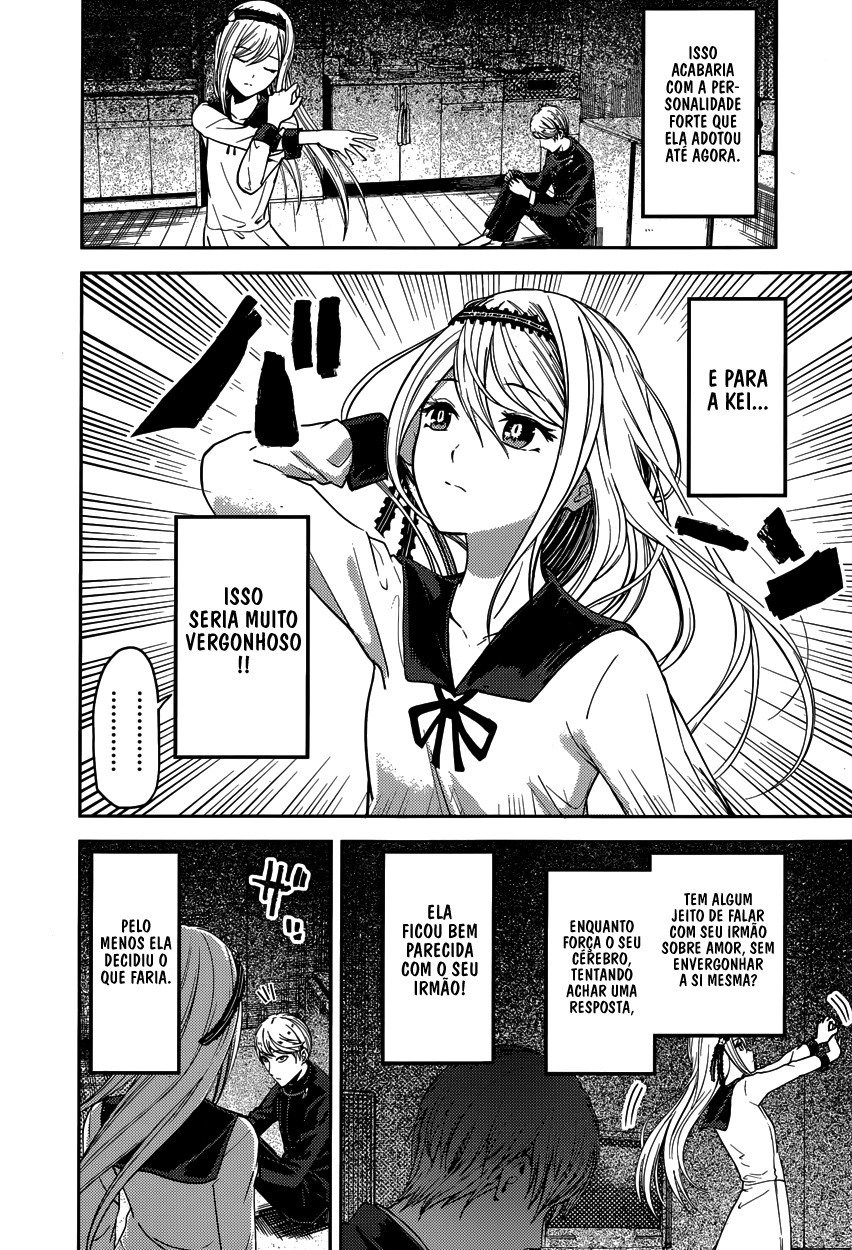 ISSO
ACABARIA
COM A PER-
SONALIDADE
FORTE QUE
ELA ADOTOU
ATÉ AGORA.
E PARA
A KEI...
ISSO
SERIA MUITO
VERGONHOSO
!!
.........
.........
TEM ALGUM
JEITO DE FALAR
COM SEU IRMÃO
SOBRE AMOR, SEM
ENVERGONHAR
A SI MESMA?
ENQUANTO
FORÇA O SEU
CÉREBRO,
TENTANDO
ACHAR UMA
RESPOSTA,
ELA
FICOU BEM
PARECIDA
COM O SEU
IRMÃO!
PELO
MENOS ELA
DECIDIU O
QUE FARIA.